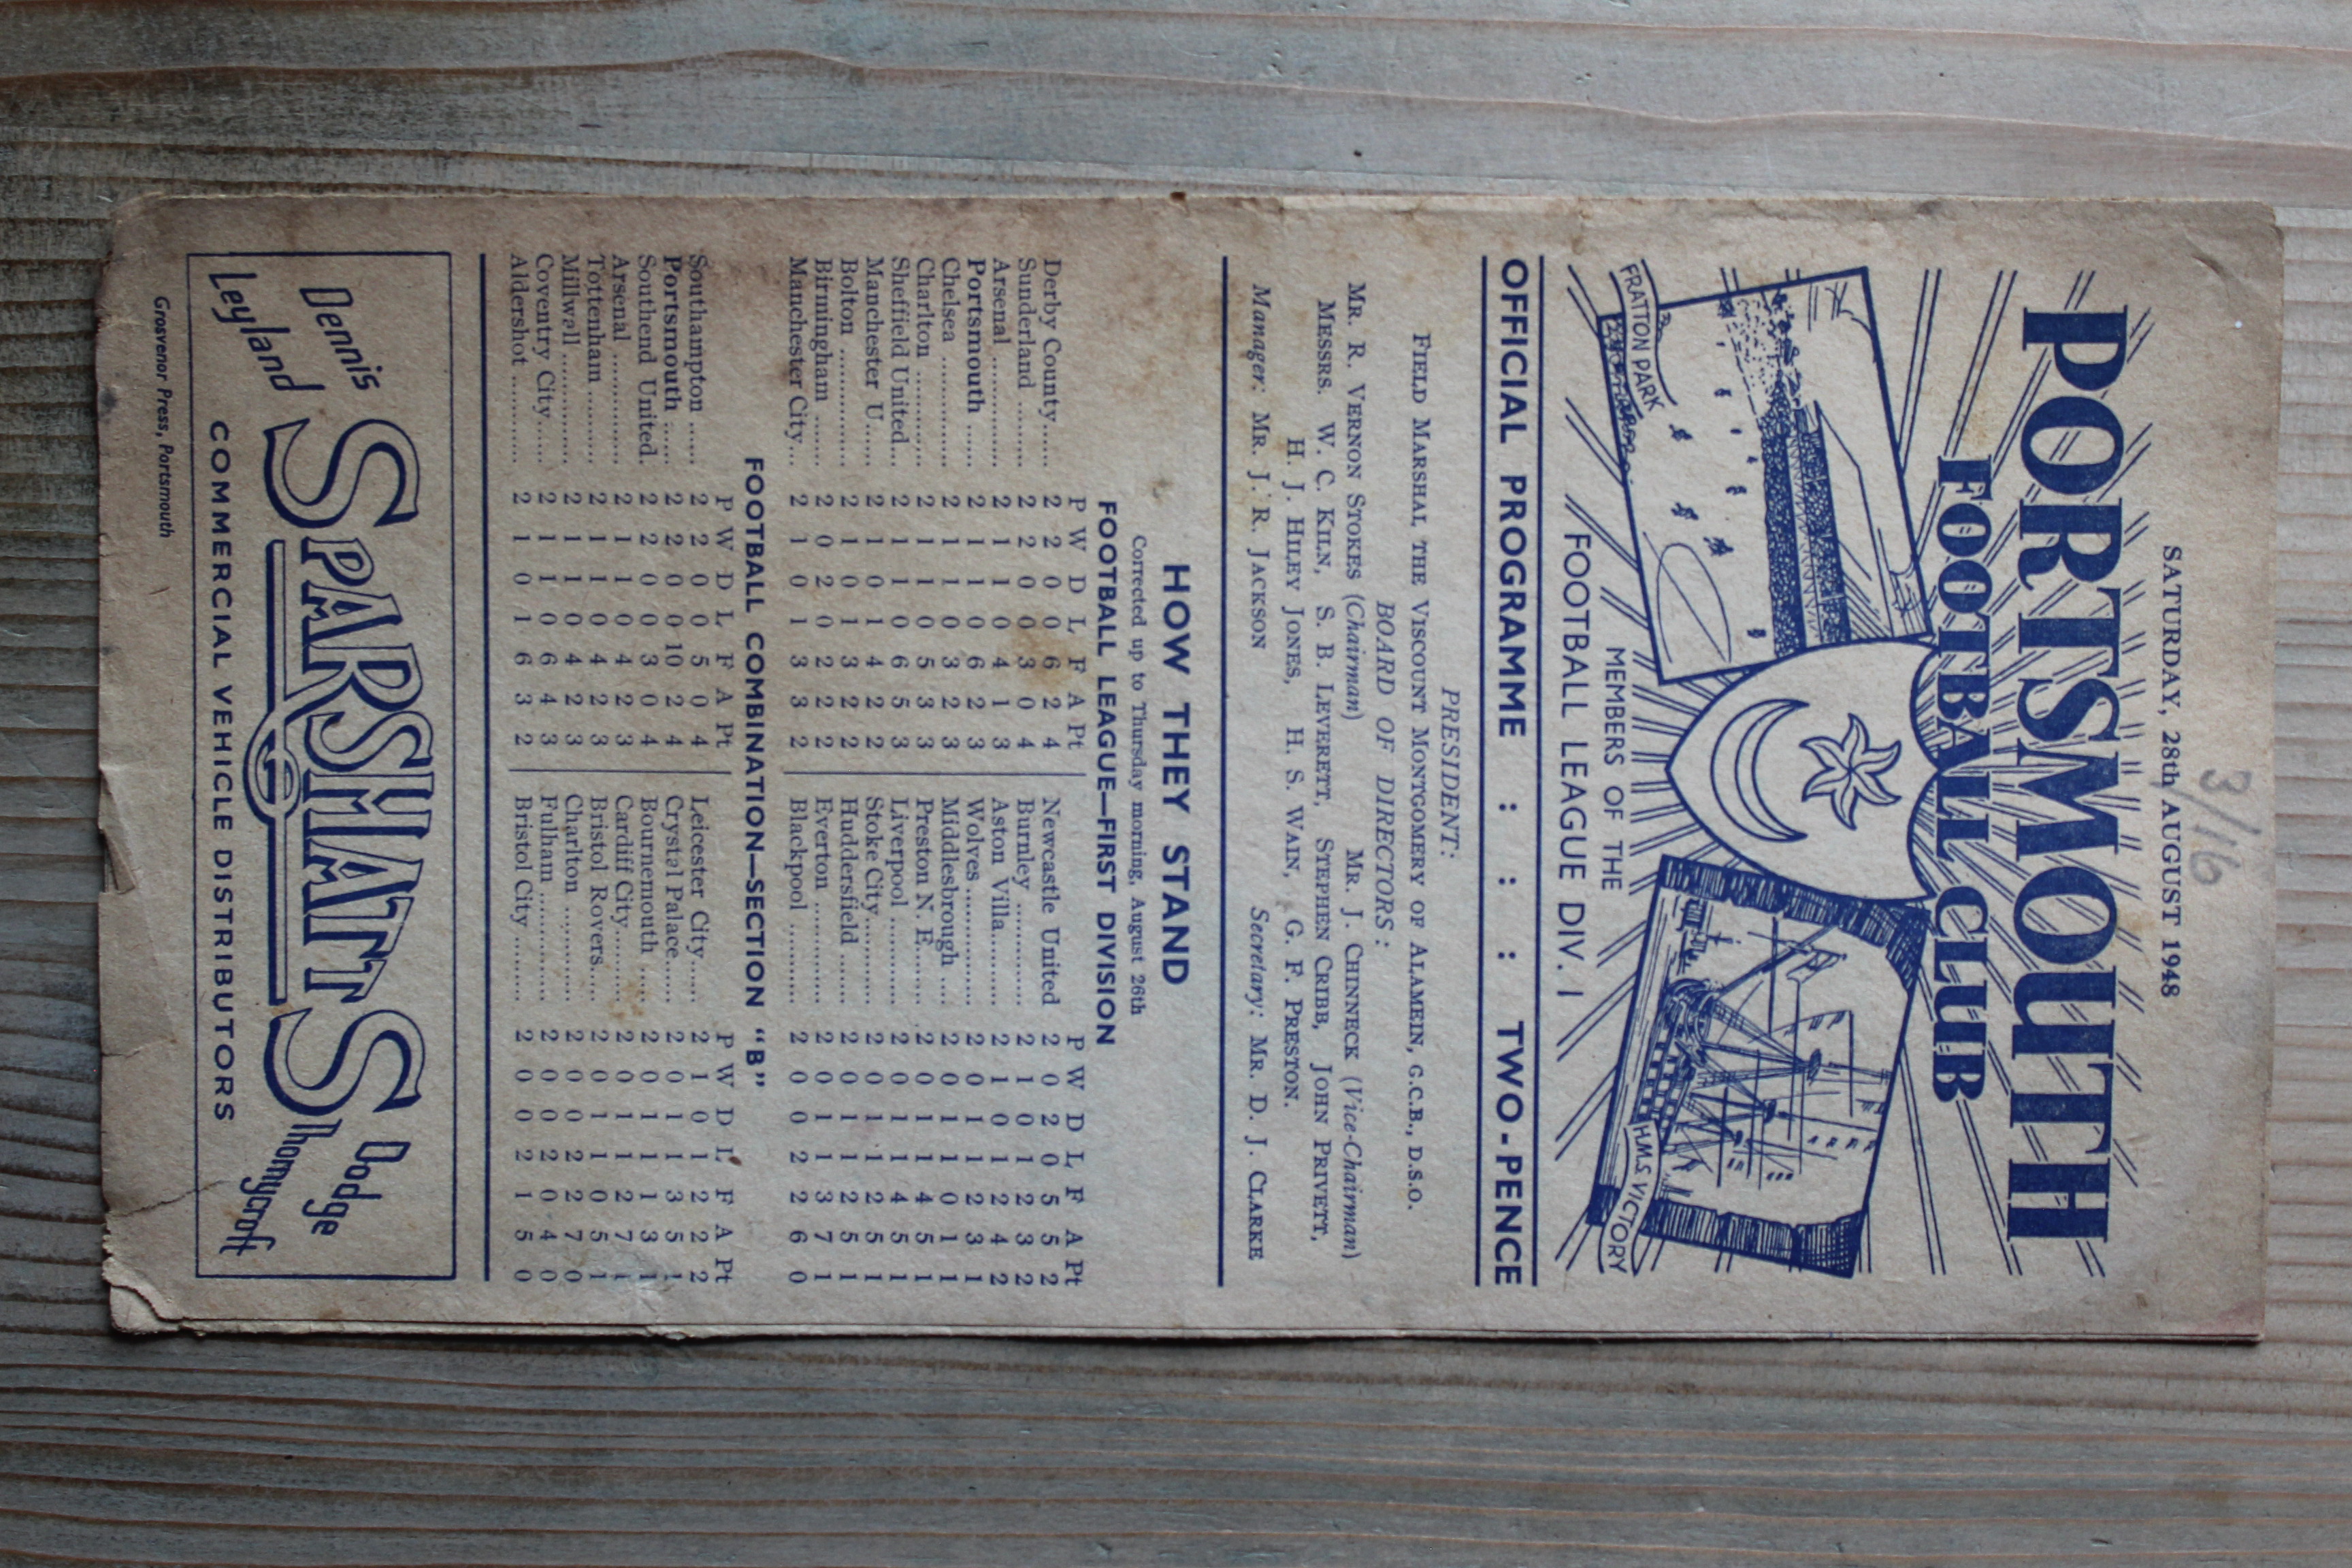 3/16
SATURDAY, 28th AUGUST 1948
PORTSMOUTH
FOOTBALL CLUB
FRATTON PARK
H.M.S. VICTORY
MEMBERS OF THE
FOOTBALL LEAGUE DIV. 1
OFFICIAL PROGRAMME : : : TWO-PENCE
PRESIDENT:
FIELD MARSHAL THE VISCOUNT MONTGOMERY OF ALAMEIN, G.C.B., D.S.O.
BOARD OF DIRECTORS:
MR. R. VERNON STOKES (Chairman) MR. J. CHINNECK (Vice-Chairman)
MESSRS. W. C. KILN, S. B. LEVERETT, STEPHEN CRIBB, JOHN PRIVETT,
H. J. HILEY JONES, H. S. WAIN, G. F. PRESTON.
Manager: MR. J. R. JACKSON Secretary: MR. D. J. CLARKE
HOW THEY STAND
Corrected up to Thursday morning, August 26th
FOOTBALL LEAGUE—FIRST DIVISION
P W D L F A Pt P W D L F A Pt
Derby County...... 2 2 0 0 6 2 4 Newcastle United 2 0 2 0 5 5 2
Sunderland ......... 2 2 0 0 3 0 4 Burnley ............ 2 1 0 1 2 3 2
Arsenal ............... 2 1 1 0 4 1 3 Aston Villa......... 2 1 0 1 2 4 2
Portsmouth ...... 2 1 1 0 6 2 3 Wolves ............... 2 0 1 1 2 3 1
Chelsea ............... 2 1 1 0 3 2 3 Middlesbrough .... 2 0 1 1 0 1 1
Charlton ............ 2 1 1 0 5 3 3 Preston N. E. ...... 2 0 1 1 4 5 1
Sheffield United... 2 1 1 0 6 5 3 Liverpool ............ 2 0 1 1 4 5 1
Manchester U...... 2 1 0 1 4 2 2 Stoke City............ 2 0 1 1 2 5 1
Bolton ............... 2 1 0 1 3 2 2 Huddersfield ...... 2 0 1 1 2 5 1
Birmingham ...... 2 0 2 0 2 2 2 Everton ............ 2 0 1 1 3 7 1
Manchester City... 2 1 0 1 3 3 2 Blackpool ............ 2 0 0 2 2 6 0
FOOTBALL COMBINATION—SECTION "B"
P W D L F A Pt P W D L F A Pt
Southampton ...... 2 2 0 0 5 0 4 Leicester City...... 2 1 0 1 2 2 2
Portsmouth ...... 2 2 0 0 10 2 4 Crystal Palace...... 2 0 1 1 3 5 1
Southend United. 2 2 0 0 3 0 4 Bournemouth ...... 2 0 1 1 1 3 1
Arsenal ............... 2 1 1 0 4 2 3 Cardiff City......... 2 0 1 1 2 7 1
Tottenham ......... 2 1 1 0 4 2 3 Bristol Rovers...... 2 0 1 1 0 5 1
Millwall ............... 2 1 1 0 4 2 3 Charlton ............ 2 0 0 2 2 7 0
Coventry City...... 2 1 1 0 6 4 3 Fulham ............... 2 0 0 2 0 4 0
Aldershot ............ 2 1 0 1 6 3 2 Bristol City ......... 2 0 0 2 1 5 0
Dennis Leyland
SPARSHATTS
Dodge Thornycroft
COMMERCIAL VEHICLE DISTRIBUTORS
Grosvenor Press, Portsmouth